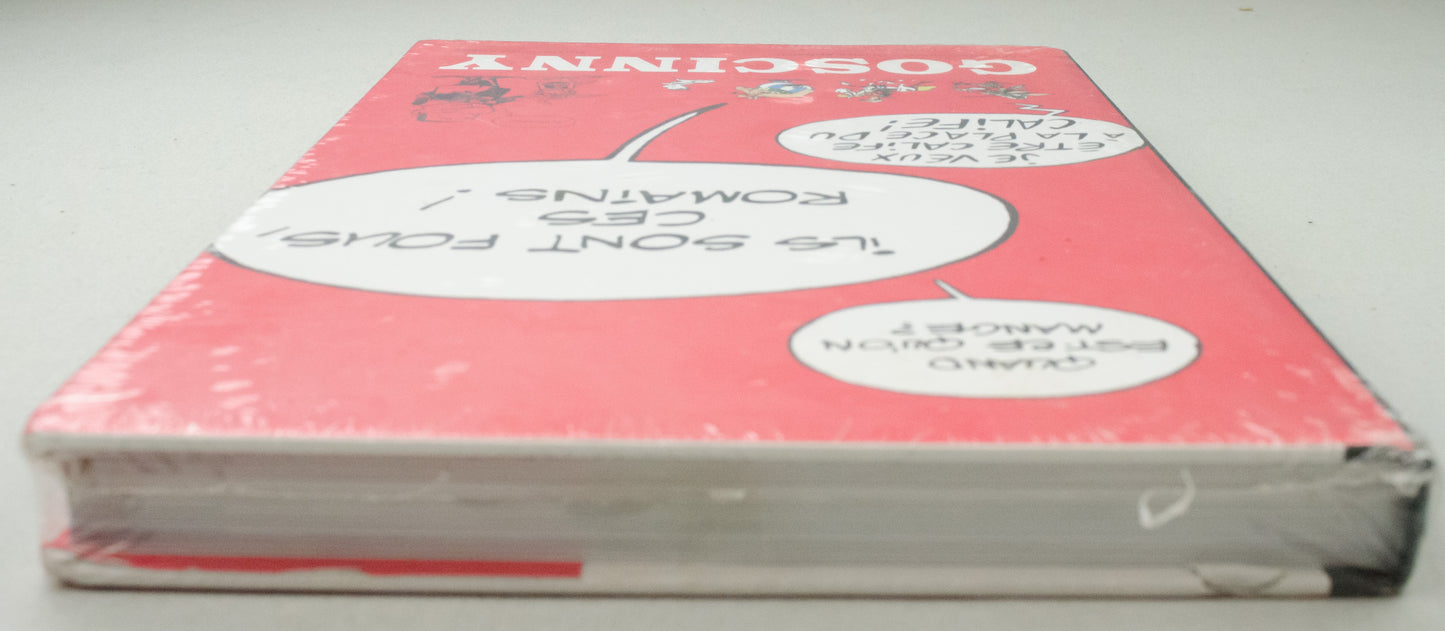 QUAND
EST-CE QU'ON
MANGE ?
iLS SONT FOUS,
CES
ROMAiNS !
JE VEUX
ÊTRE CALiFE
À LA PLACE DU
CALiFE !
GOSCINNY